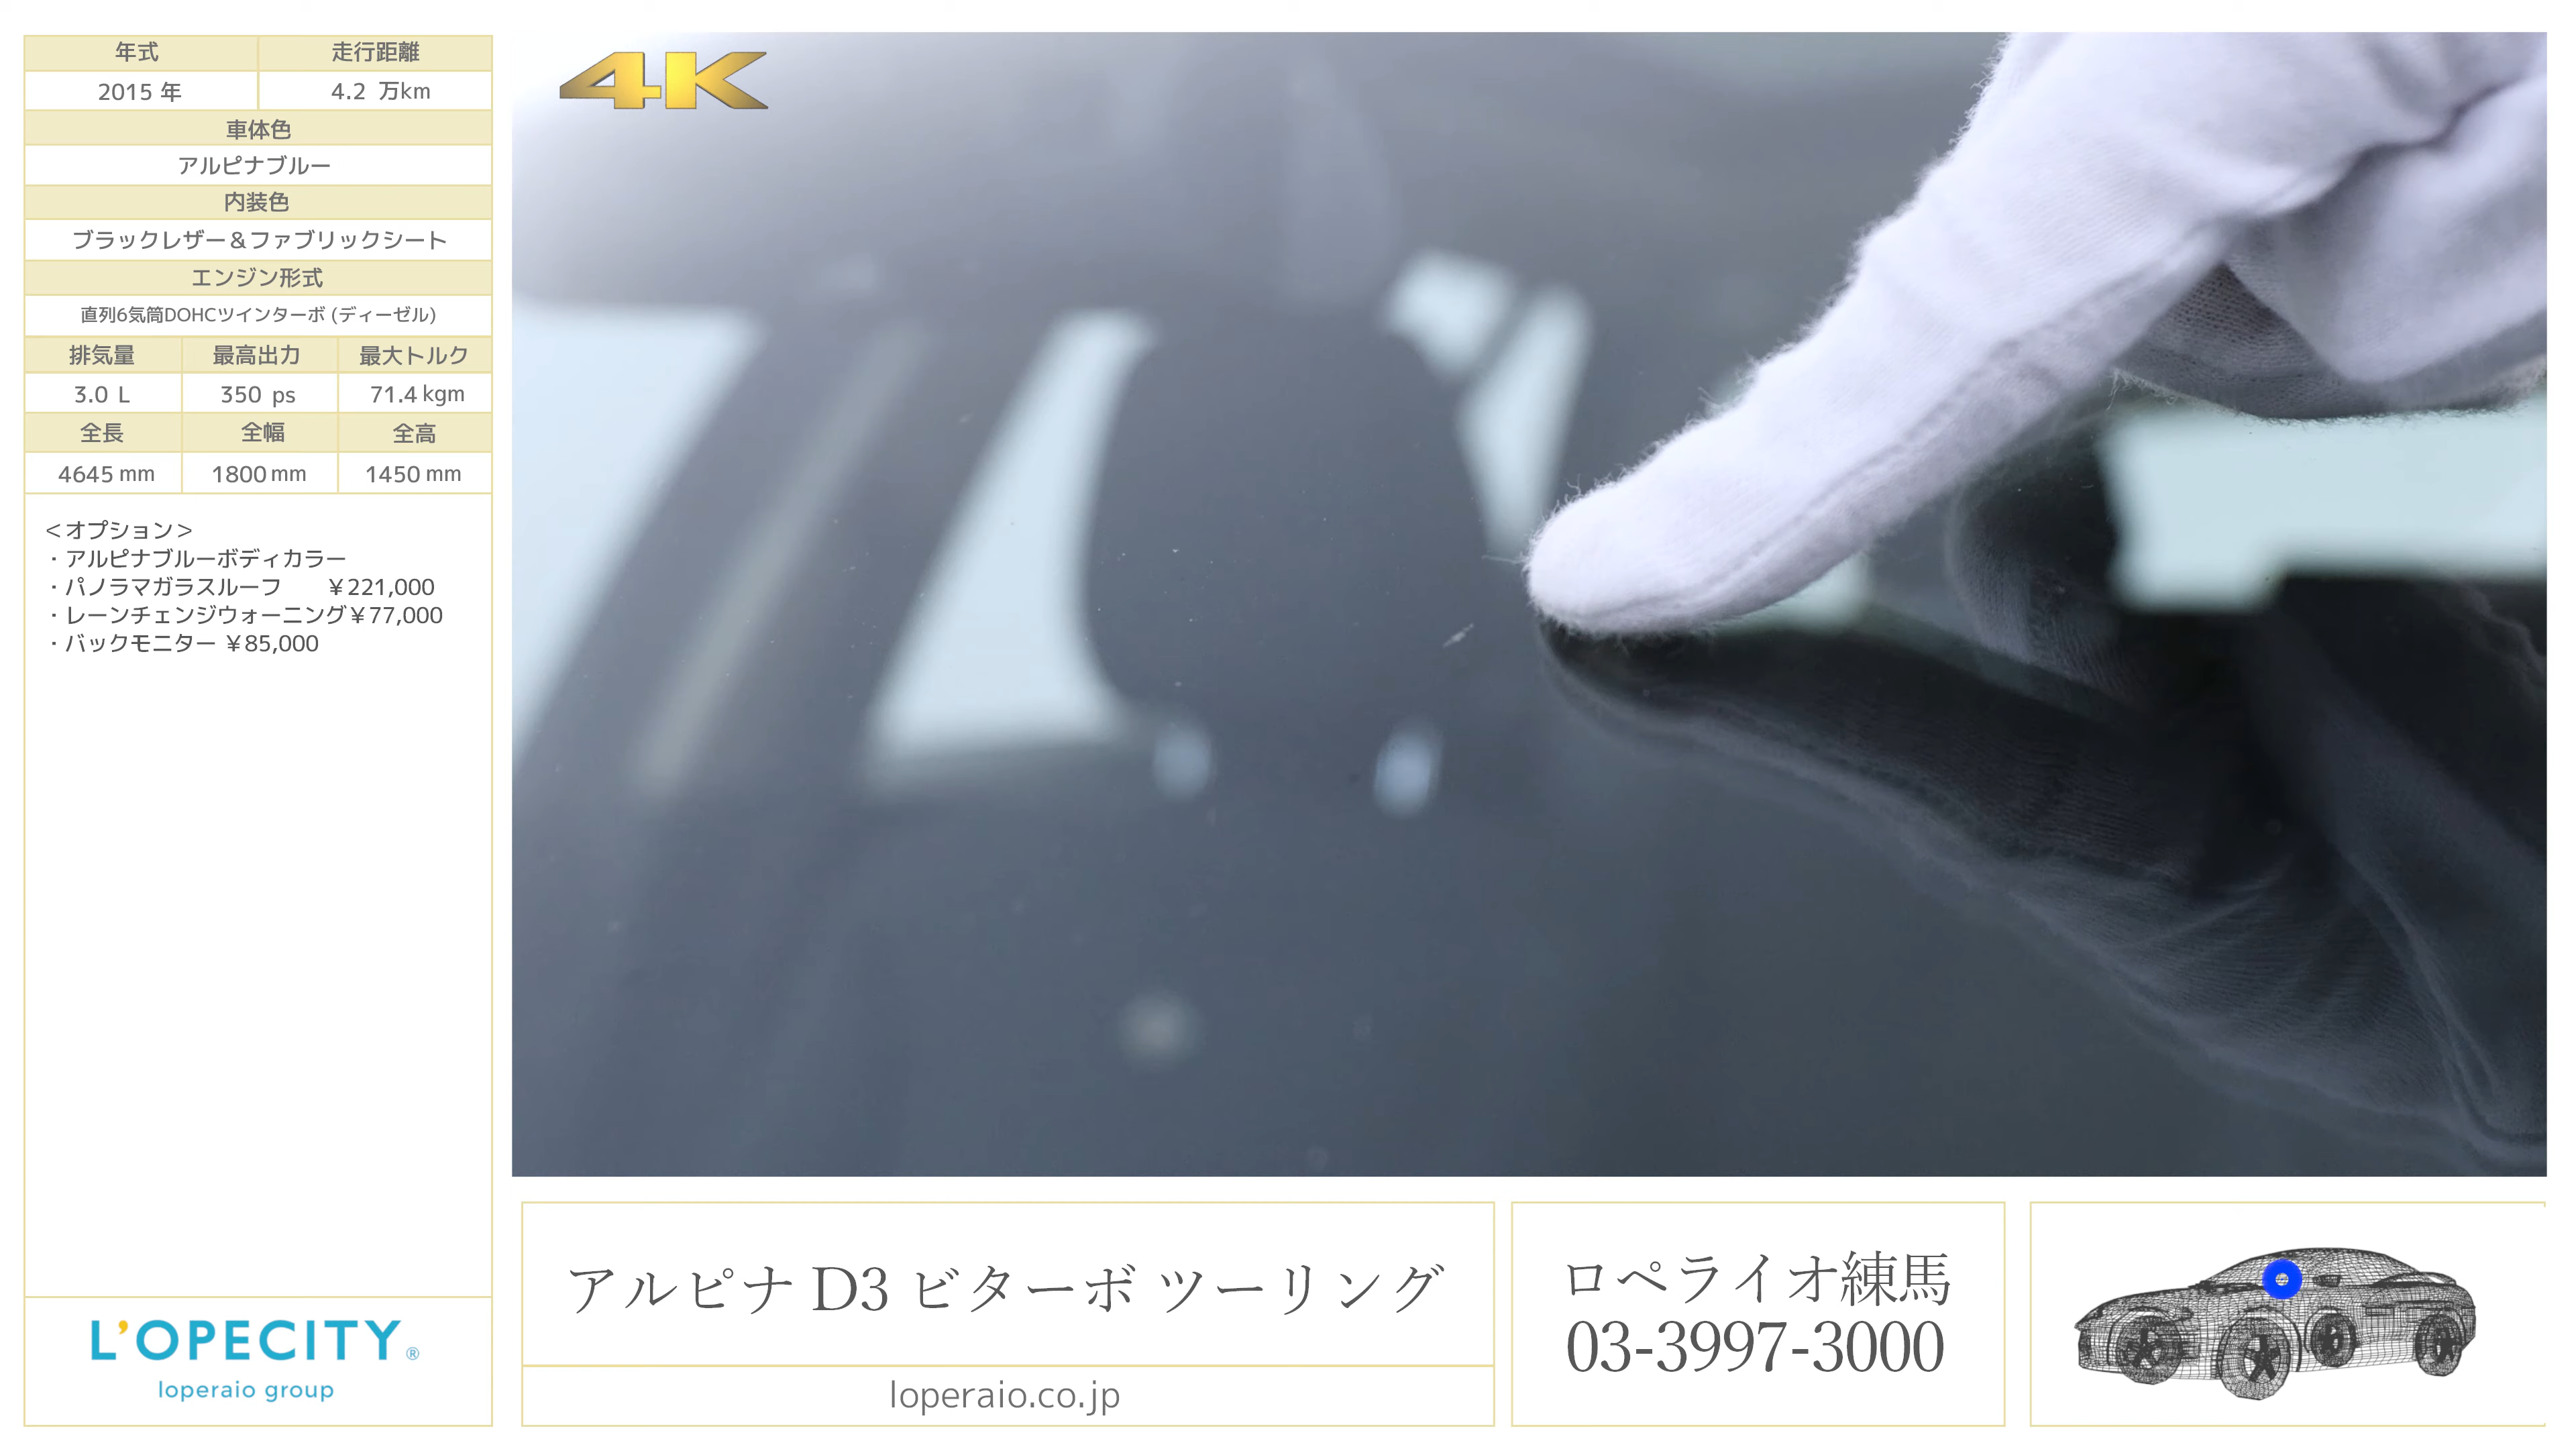 年式 走行距離
2015 年 4.2 万km
車体色
アルピナブルー
内装色
ブラックレザー＆ファブリックシート
エンジン形式
直列6気筒DOHCツインターボ (ディーゼル)
排気量 最高出力 最大トルク
3.0 L 350 ps 71.4 kgm
全長 全幅 全高
4645 mm 1800 mm 1450 mm
＜オプション＞
・アルピナブルーボディカラー
・パノラマガラスルーフ ￥221,000
・レーンチェンジウォーニング￥77,000
・バックモニター ￥85,000
L'OPECITY®
loperaio group
4K
アルピナ D3 ビターボ ツーリング
loperaio.co.jp
ロペライオ練馬
03-3997-3000